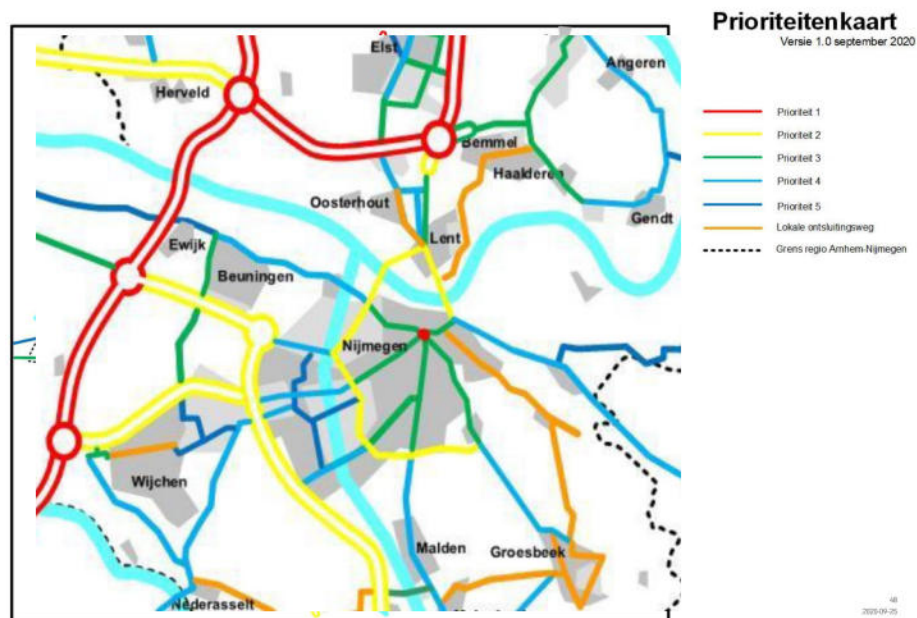 Prioriteitenkaart
Versie 1.0 september 2020
Prioriteit 1
Prioriteit 2
Prioriteit 3
Prioriteit 4
Prioriteit 5
Lokale ontsluitingsweg
Grens regio Arnhem-Nijmegen
Elst
Angeren
Herveld
Bemmel
Haalderen
Oosterhout
Gendt
Lent
Ewijk
Beuningen
Nijmegen
Wijchen
Malden
Groesbeek
Nederasselt
48
2020-09-25